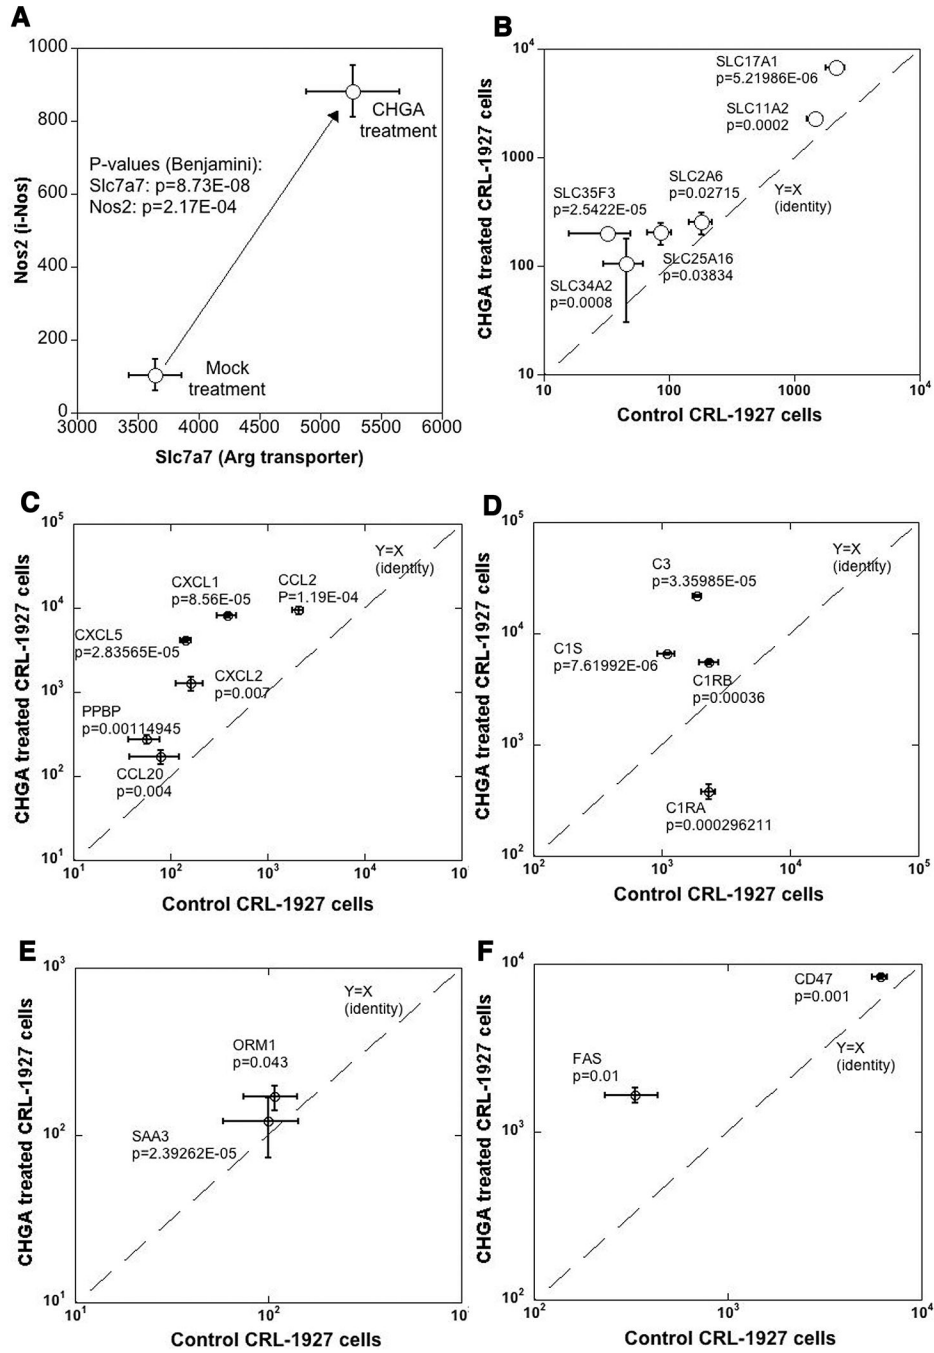 A
1000
800
600
400
200
0
Nos2 (i-Nos)
CHGA
treatment
P-values (Benjamini):
Slc7a7: p=8.73E-08
Nos2: p=2.17E-04
Mock
treatment
3000 3500 4000 4500 5000 5500 6000
Slc7a7 (Arg transporter)
B
10⁴
1000
100
10
CHGA treated CRL-1927 cells
SLC17A1
p=5.21986E-06
SLC11A2
p=0.0002
SLC2A6
p=0.02715
Y=X
(identity)
SLC35F3
p=2.5422E-05
SLC25A16
p=0.03834
SLC34A2
p=0.0008
10 100 1000 10⁴
Control CRL-1927 cells
C
10⁵
10⁴
10³
10²
10¹
CHGA treated CRL-1927 cells
Y=X
(identity)
CXCL1
p=8.56E-05
CCL2
P=1.19E-04
CXCL5
p=2.83565E-05
CXCL2
p=0.007
PPBP
p=0.00114945
CCL20
p=0.004
10¹ 10² 10³ 10⁴ 10
Control CRL-1927 cells
D
10⁵
10⁴
10³
10²
CHGA treated CRL-1927 cells
Y=X
(identity)
C3
p=3.35985E-05
C1S
p=7.61992E-06
C1RB
p=0.00036
C1RA
p=0.000296211
10² 10³ 10⁴ 10⁵
Control CRL-1927 cells
E
10³
10²
10¹
CHGA treated CRL-1927 cells
Y=X
(identity)
ORM1
p=0.043
SAA3
p=2.39262E-05
10¹ 10² 10
Control CRL-1927 cells
F
10⁴
10³
10²
CHGA treated CRL-1927 cells
CD47
p=0.001
Y=X
(identity)
FAS
p=0.01
10² 10³ 10⁴
Control CRL-1927 cells